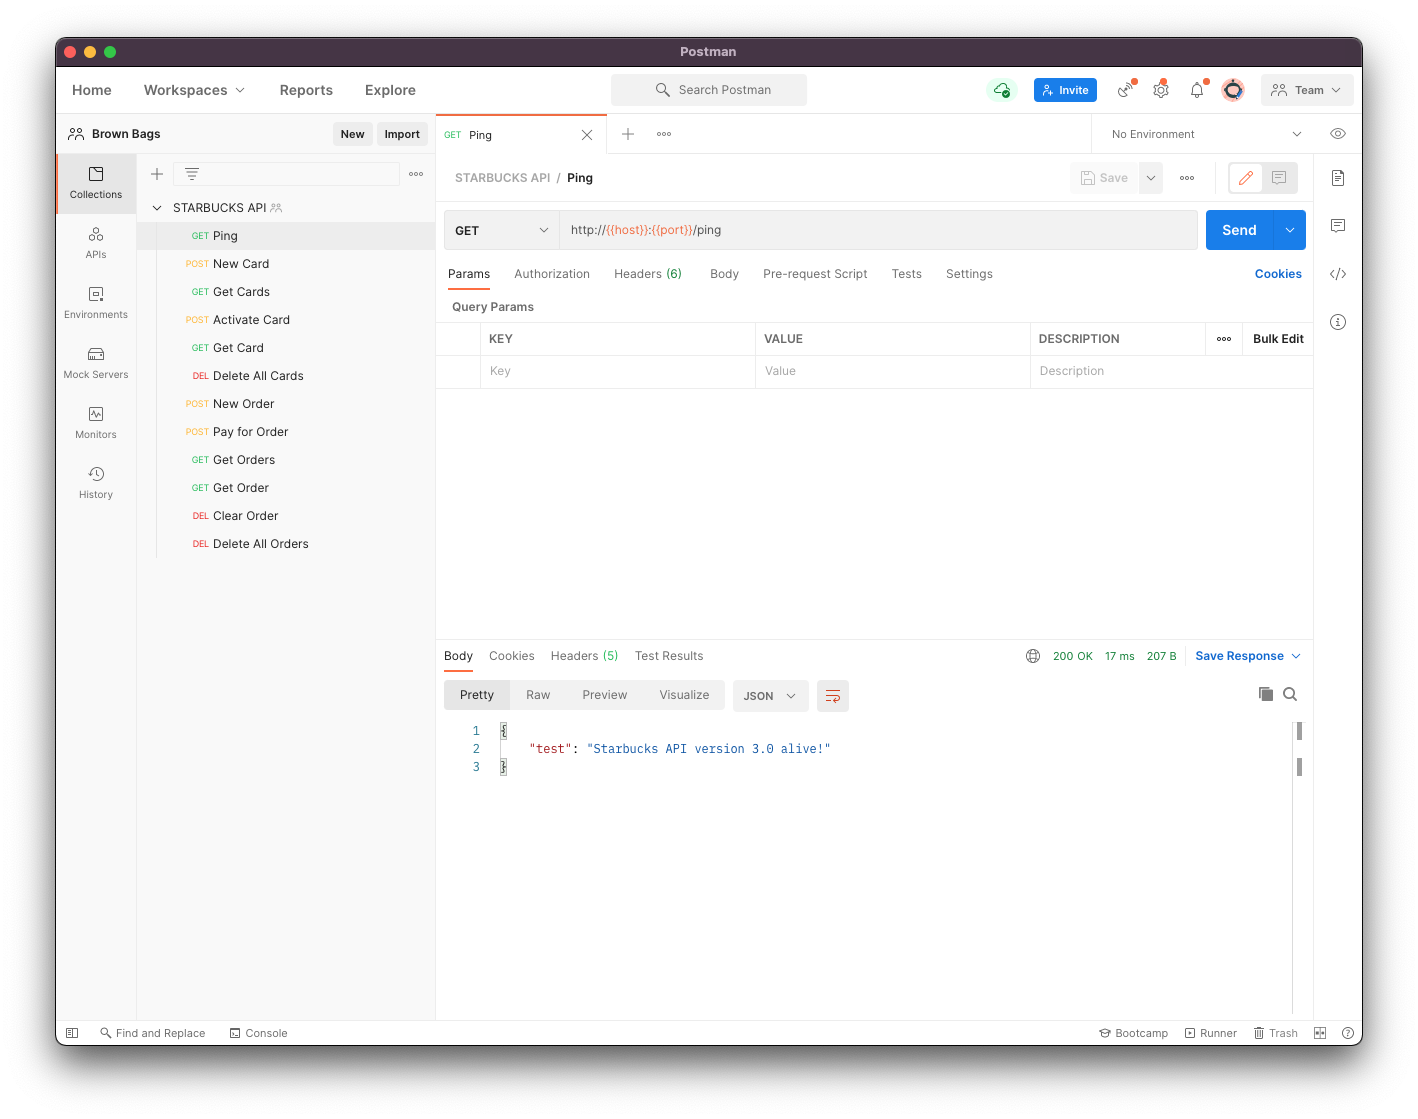 Postman
Home Workspaces Reports Explore Search Postman Invite Team
Brown Bags New Import GET Ping No Environment
Collections
APIs
Environments
Mock Servers
Monitors
History
STARBUCKS API
GET Ping
POST New Card
GET Get Cards
POST Activate Card
GET Get Card
DEL Delete All Cards
POST New Order
POST Pay for Order
GET Get Orders
GET Get Order
DEL Clear Order
DEL Delete All Orders
STARBUCKS API / Ping Save
GET http://{{host}}:{{port}}/ping Send
Params Authorization Headers (6) Body Pre-request Script Tests Settings Cookies
Query Params
KEY VALUE DESCRIPTION Bulk Edit
Key Value Description
Body Cookies Headers (5) Test Results 200 OK 17 ms 207 B Save Response
Pretty Raw Preview Visualize JSON
1 {
2 "test": "Starbucks API version 3.0 alive!"
3 }
Find and Replace Console Bootcamp Runner Trash